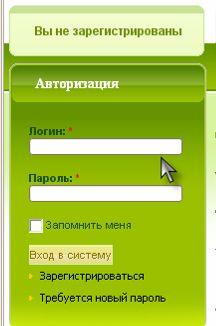 Вы не зарегистрированы
Авторизация
Логин: *
Пароль: *
Запомнить меня
Вход в систему
Зарегистрироваться
Требуется новый пароль